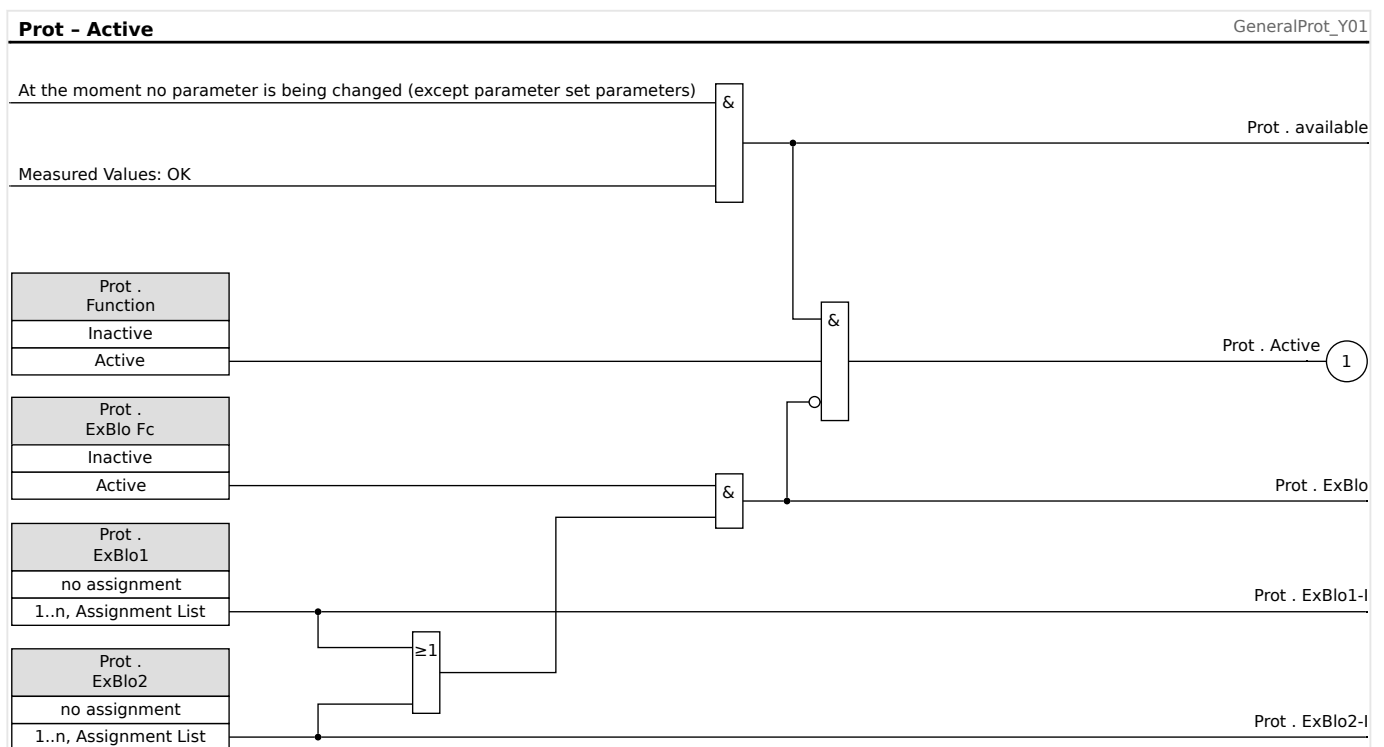 Prot – Active
GeneralProt_Y01
At the moment no parameter is being changed (except parameter set parameters)
&
Prot . available
Measured Values: OK
Prot .
Function
Inactive
Active
&
Prot . Active
1
Prot .
ExBlo Fc
Inactive
Active
&
Prot . ExBlo
Prot .
ExBlo1
no assignment
1..n, Assignment List
Prot . ExBlo1-I
≥1
Prot .
ExBlo2
no assignment
1..n, Assignment List
Prot . ExBlo2-I